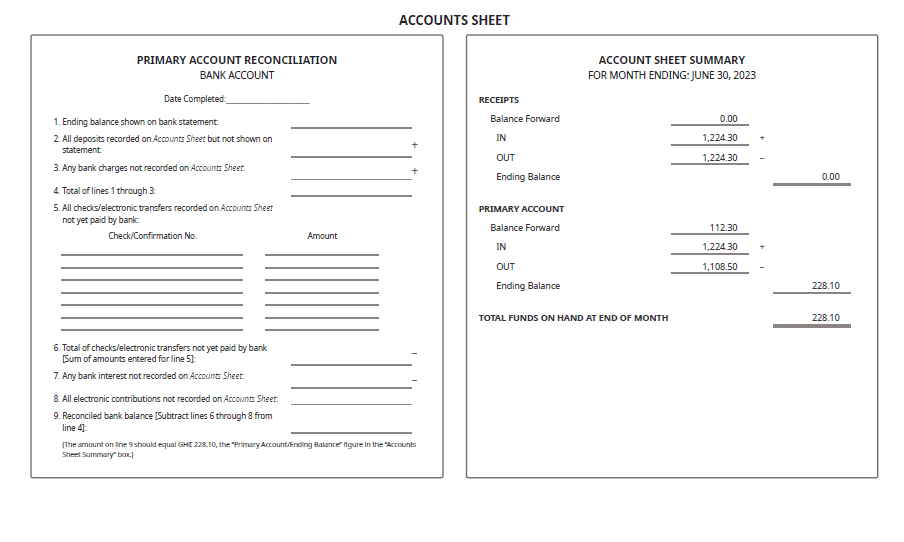 ACCOUNTS SHEET
PRIMARY ACCOUNT RECONCILIATION
BANK ACCOUNT
Date Completed:____________________
1. Ending balance shown on bank statement:
2. All deposits recorded on Accounts Sheet but not shown on
statement:
+
3. Any bank charges not recorded on Accounts Sheet:
+
4. Total of lines 1 through 3:
5. All checks/electronic transfers recorded on Accounts Sheet
not yet paid by bank:
Check/Confirmation No. Amount
6. Total of checks/electronic transfers not yet paid by bank
[Sum of amounts entered for line 5]:
–
7. Any bank interest not recorded on Accounts Sheet:
–
8. All electronic contributions not recorded on Accounts Sheet:
9. Reconciled bank balance [Subtract lines 6 through 8 from
line 4]:
(The amount on line 9 should equal GH₵ 228.10, the "Primary Account/Ending Balance" figure in the "Accounts
Sheet Summary" box.)
ACCOUNT SHEET SUMMARY
FOR MONTH ENDING: JUNE 30, 2023
RECEIPTS
Balance Forward 0.00
IN 1,224.30 +
OUT 1,224.30 –
Ending Balance 0.00
PRIMARY ACCOUNT
Balance Forward 112.30
IN 1,224.30 +
OUT 1,108.50 –
Ending Balance 228.10
TOTAL FUNDS ON HAND AT END OF MONTH 228.10